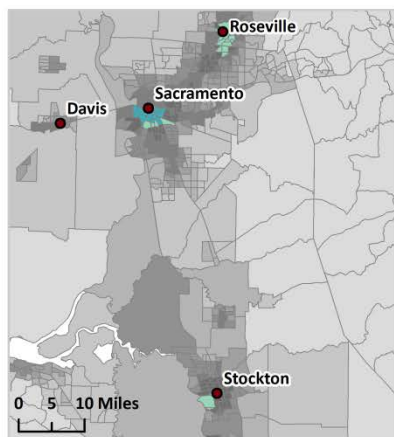 Roseville
Sacramento
Davis
Stockton
0 5 10 Miles